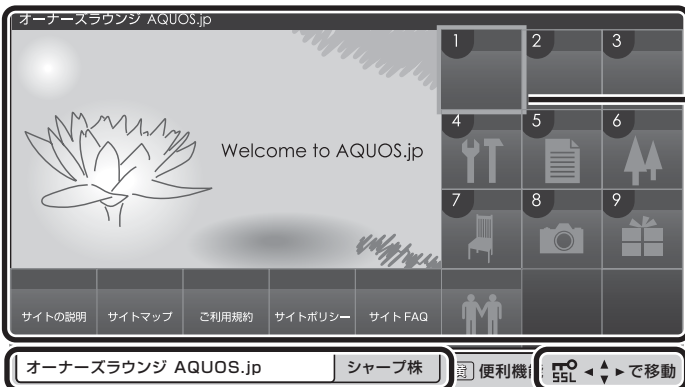 オーナーズラウンジ AQUOS.jp
1 2 3
Welcome to AQUOS.jp
4 5 6
7 8 9
サイトの説明 サイトマップ ご利用規約 サイトポリシー サイトFAQ
オーナーズラウンジ AQUOS.jp シャープ株 便利機 SSL で移動